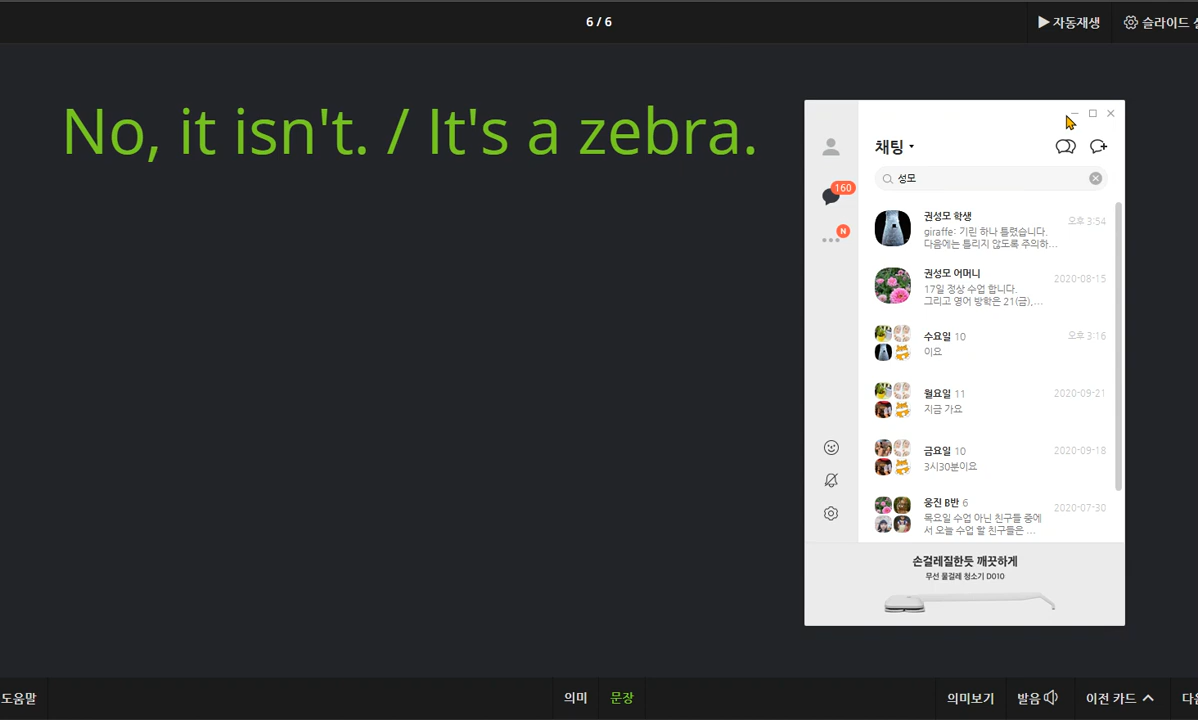 6 / 6
자동재생
슬라이드
No, it isn't. / It's a zebra.
채팅
성모
160
N
권성모 학생
오후 3:54
giraffe: 기린 하나 틀렸습니다.
다음에는 틀리지 않도록 주의하...
권성모 어머니
2020-08-15
17일 정상 수업 합니다.
그리고 영어 방학은 21(금),...
수요일 10
오후 3:16
이요
월요일 11
2020-09-21
지금 가요
금요일 10
2020-09-18
3시30분이요
웅진 B반 6
2020-07-30
목요일 수업 아닌 친구들 중에
서 오늘 수업 할 친구들은 ...
손걸레질한듯 깨끗하게
무선 물걸레 청소기 D010
도움말
의미
문장
의미보기
발음
이전 카드